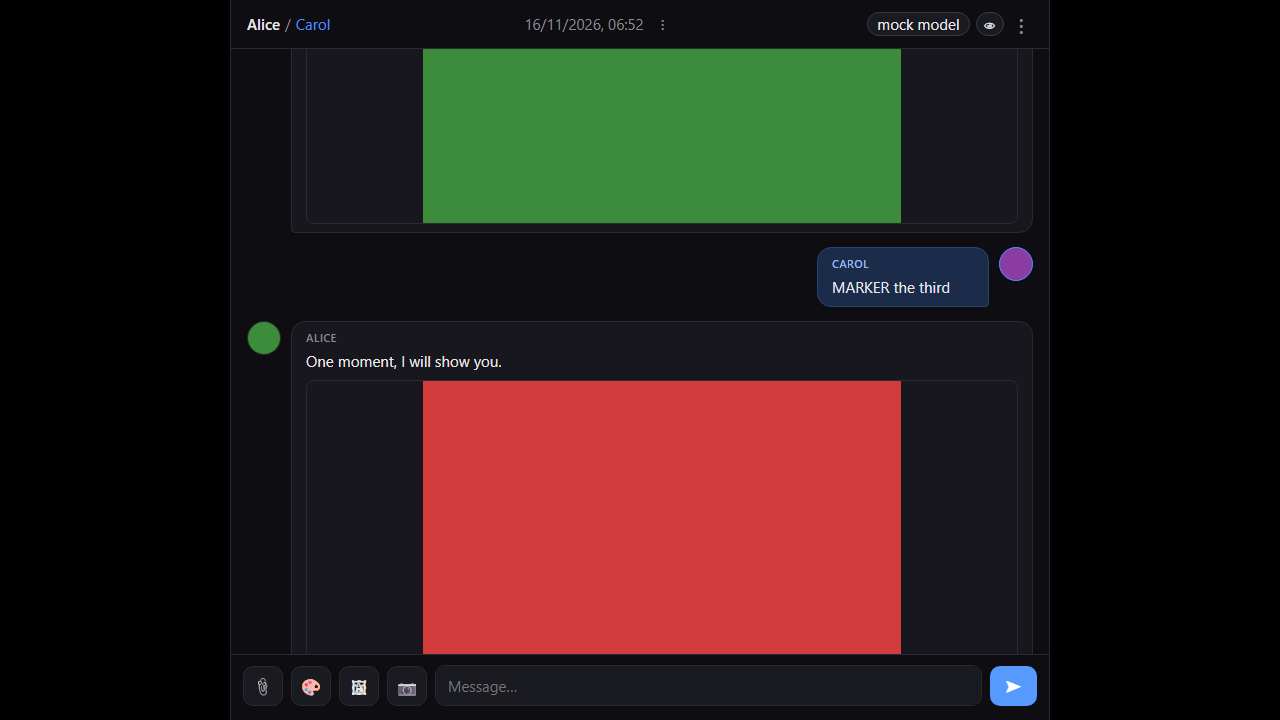 Alice / Carol
16/11/2026, 06:52
mock model
CAROL
MARKER the third
ALICE
One moment, I will show you.
Message...